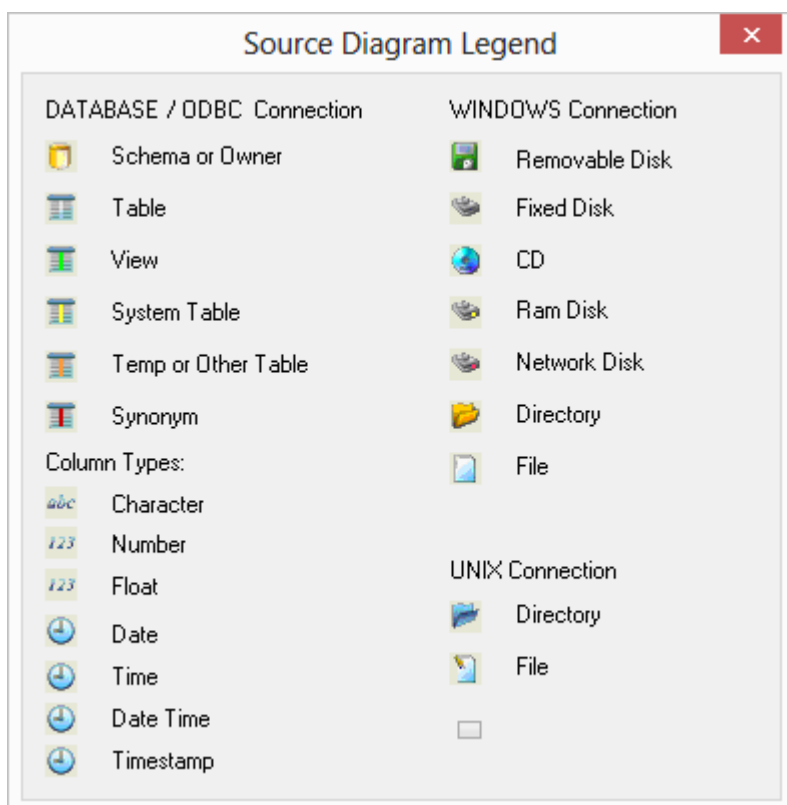 Source Diagram Legend
DATABASE / ODBC Connection
Schema or Owner
Table
View
System Table
Temp or Other Table
Synonym
Column Types:
abc Character
123 Number
123 Float
Date
Time
Date Time
Timestamp
WINDOWS Connection
Removable Disk
Fixed Disk
CD
Ram Disk
Network Disk
Directory
File
UNIX Connection
Directory
File